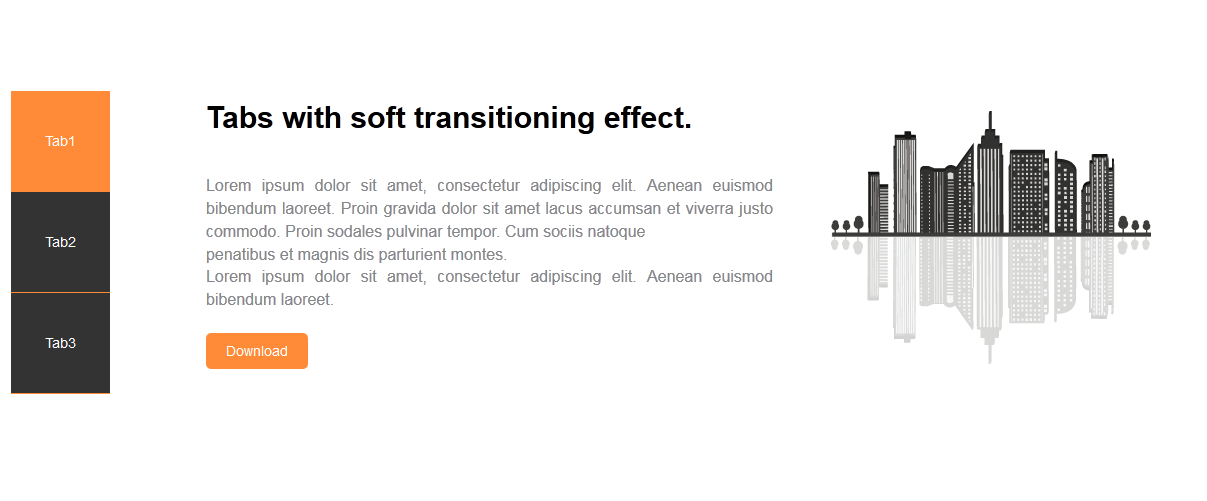 Tab1
Tab2
Tab3
Tabs with soft transitioning effect.
Lorem ipsum dolor sit amet, consectetur adipiscing elit. Aenean euismod
bibendum laoreet. Proin gravida dolor sit amet lacus accumsan et viverra justo
commodo. Proin sodales pulvinar tempor. Cum sociis natoque
penatibus et magnis dis parturient montes.
Lorem ipsum dolor sit amet, consectetur adipiscing elit. Aenean euismod
bibendum laoreet.
Download